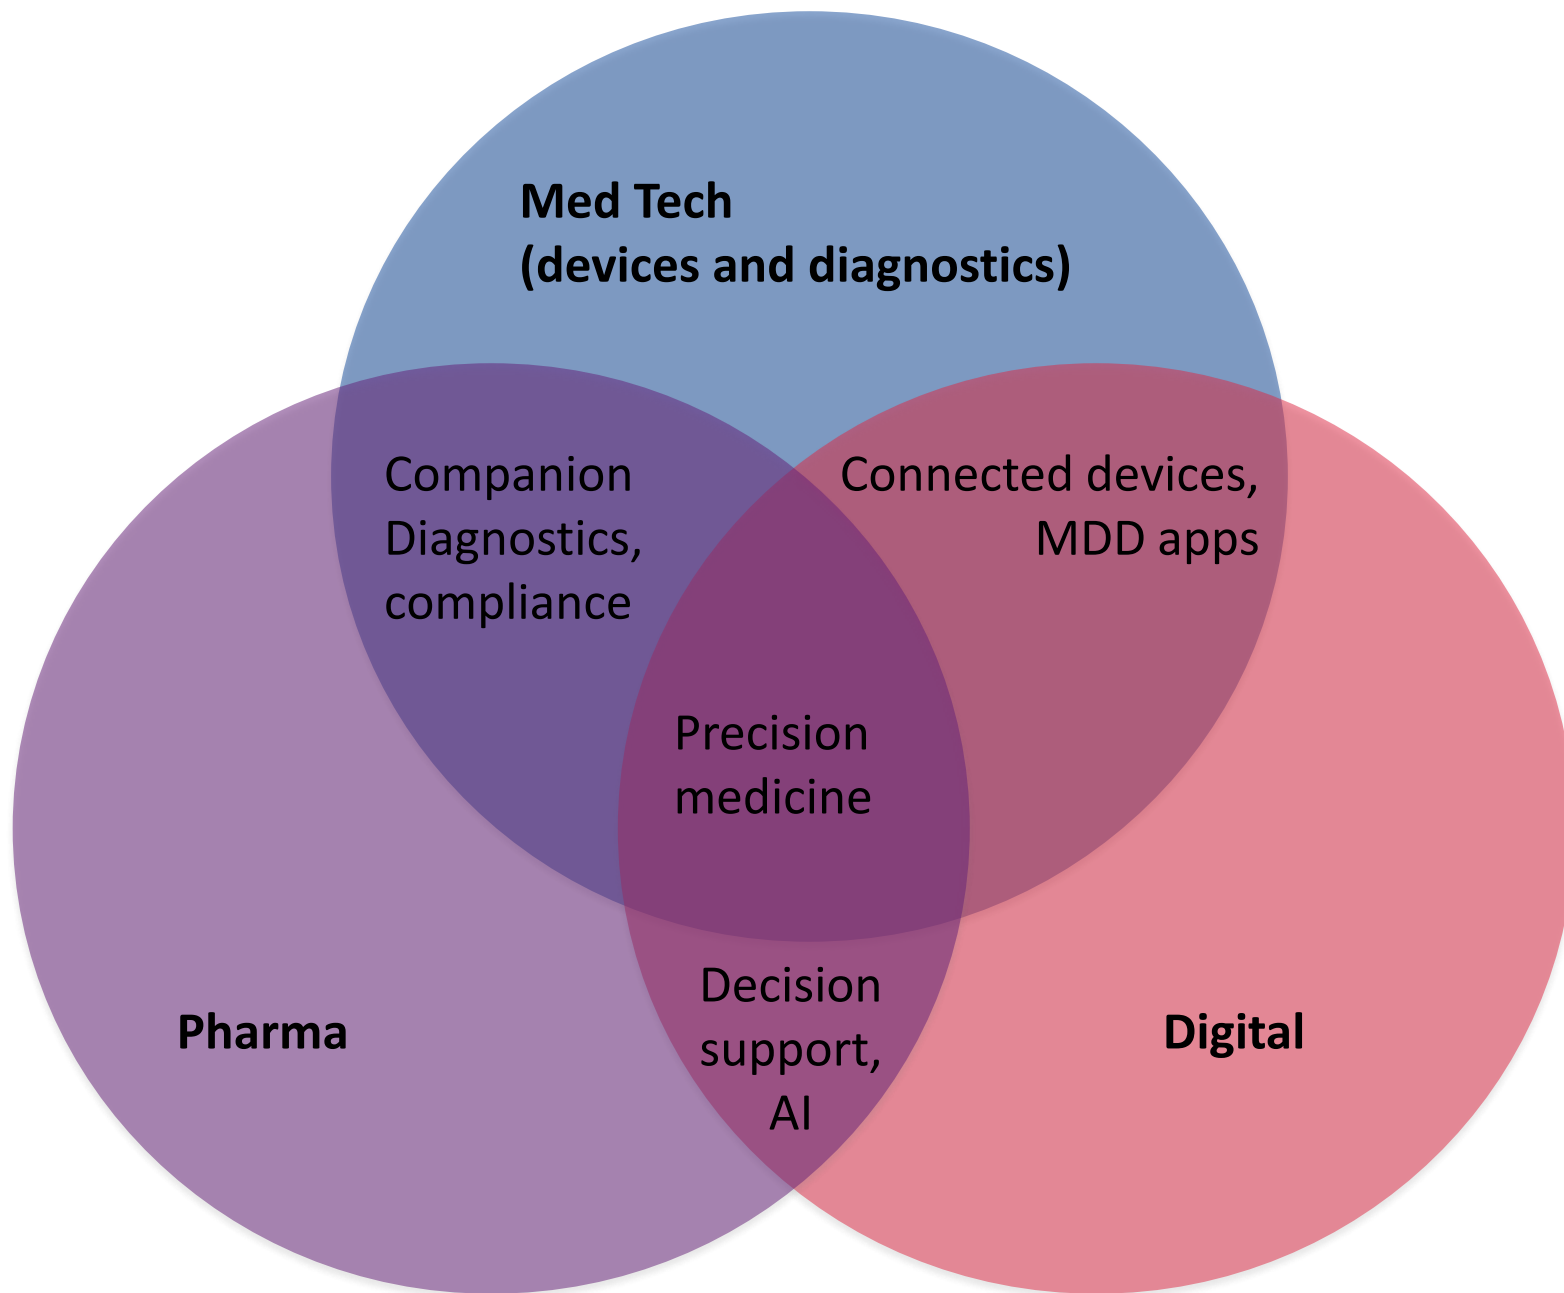 Med Tech
(devices and diagnostics)
Companion
Diagnostics,
compliance
Connected devices,
MDD apps
Precision
medicine
Decision
support,
AI
Pharma
Digital